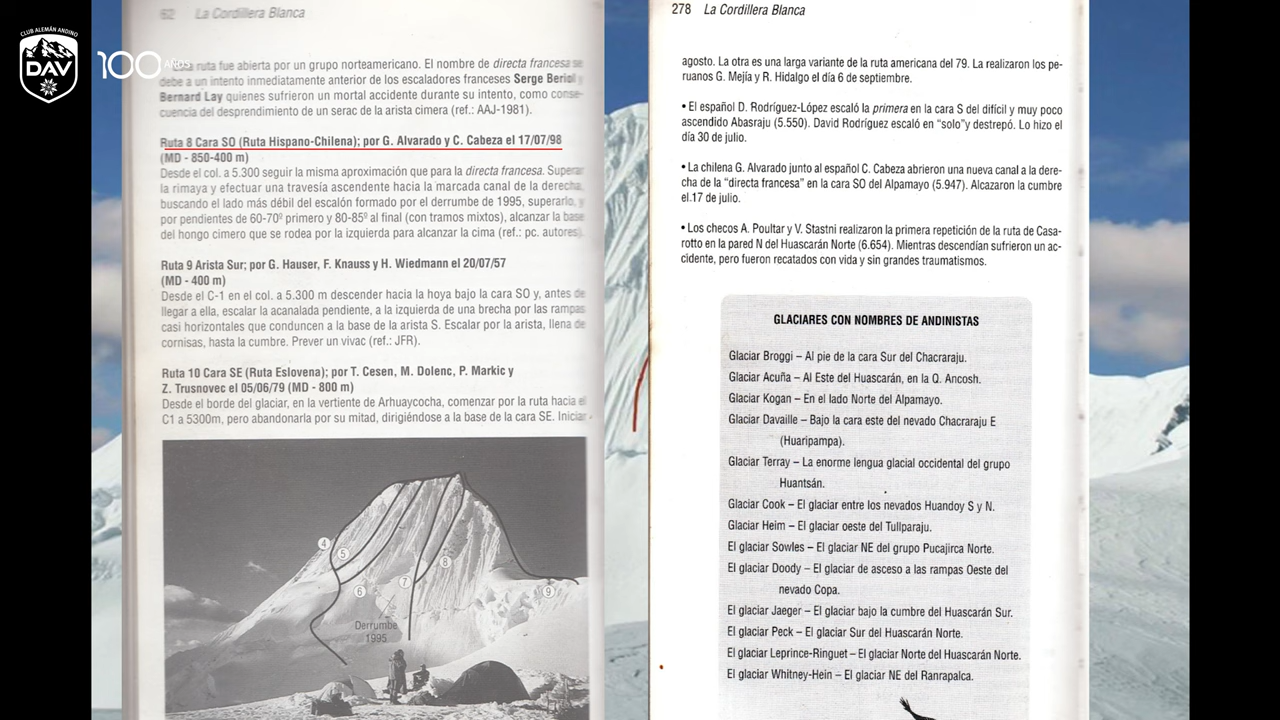 CLUB ALEMÁN ANDINO
DAV
100 AÑOS
62 La Cordillera Blanca
Esta ruta fue abierta por un grupo norteamericano. El nombre de directa francesa se
debe a un intento inmediatamente anterior de los escaladores franceses Serge Beriol y
Bernard Lay quienes sufrieron un mortal accidente durante su intento, como conse-
cuencia del desprendimiento de un serac de la arista cimera (ref.: AAJ-1981).
Ruta 8 Cara SO (Ruta Hispano-Chilena); por G. Alvarado y C. Cabeza el 17/07/98
(MD - 850-400 m)
Desde el col. a 5.300 seguir la misma aproximación que para la directa francesa. Superar
la rimaya y efectuar una travesía ascendente hacia la marcada canal de la derecha,
buscando el lado más débil del escalón formado por el derrumbe de 1995, superarlo, y
por pendientes de 60-70º primero y 80-85º al final (con tramos mixtos), alcanzar la base
del hongo cimero que se rodea por la izquierda para alcanzar la cima (ref.: pc. autores).
Ruta 9 Arista Sur; por G. Hauser, F. Knauss y H. Wiedmann el 20/07/57
(MD - 400 m)
Desde el C-1 en el col. a 5.300 m descender hacia la hoya bajo la cara SO y, antes de
llegar a ella, escalar la acanalada pendiente, a la izquierda de una brecha por las rampas
casi horizontales que conducen a la base de la arista S. Escalar por la arista, llena de
cornisas, hasta la cumbre. Prever un vivac (ref.: JFR).
Ruta 10 Cara SE (Ruta Eslovena); por T. Cesen, M. Dolenc, P. Markic y
Z. Trusnovec el 05/06/79 (MD - 800 m)
Desde el borde del glaciar, en la vertiente de Arhuaycocha, comenzar por la ruta hacia el
C1 a 5300m, pero abandonarla por su mitad, dirigiéndose a la base de la cara SE. Iniciar
4
5
6
7
8
9
Derrumbe
1995
278 La Cordillera Blanca
agosto. La otra es una larga variante de la ruta americana del 79. La realizaron los pe-
ruanos G. Mejía y R. Hidalgo el día 6 de septiembre.
• El español D. Rodríguez-López escaló la primera en la cara S del difícil y muy poco
ascendido Abasraju (5.550). David Rodríguez escaló en "solo"y destrepó. Lo hizo el
día 30 de julio.
• La chilena G. Alvarado junto al español C. Cabeza abrieron una nueva canal a la dere-
cha de la "directa francesa" en la cara SO del Alpamayo (5.947). Alcazaron la cumbre
el.17 de julio.
• Los checos A. Poultar y V. Stastni realizaron la primera repetición de la ruta de Casa-
rotto en la pared N del Huascarán Norte (6.654). Mientras descendían sufrieron un ac-
cidente, pero fueron recatados con vida y sin grandes traumatismos.
GLACIARES CON NOMBRES DE ANDINISTAS
Glaciar Broggi – Al pie de la cara Sur del Chacraraju.
Glaciar Acuña – Al Este del Huascarán, en la Q. Ancosh.
Glaciar Kogan – En el lado Norte del Alpamayo.
Glaciar Davaille – Bajo la cara este del nevado Chacraraju E
(Huaripampa).
Glaciar Terray – La enorme lengua glacial occidental del grupo
Huantsán.
Glaciar Cook – El glaciar entre los nevados Huandoy S y N.
Glaciar Heim – El glaciar oeste del Tullparaju.
El glaciar Sowles – El glaciar NE del grupo Pucajirca Norte.
El glaciar Doody – El glaciar de asceso a las rampas Oeste del
nevado Copa.
El glaciar Jaeger – El glaciar bajo la cumbre del Huascarán Sur.
El glaciar Peck – El glaciar Sur del Huascarán Norte.
El glaciar Leprince-Ringuet – El glaciar Norte del Huascarán Norte.
El glaciar Whitney-Hein – El glaciar NE del Ranrapalca.